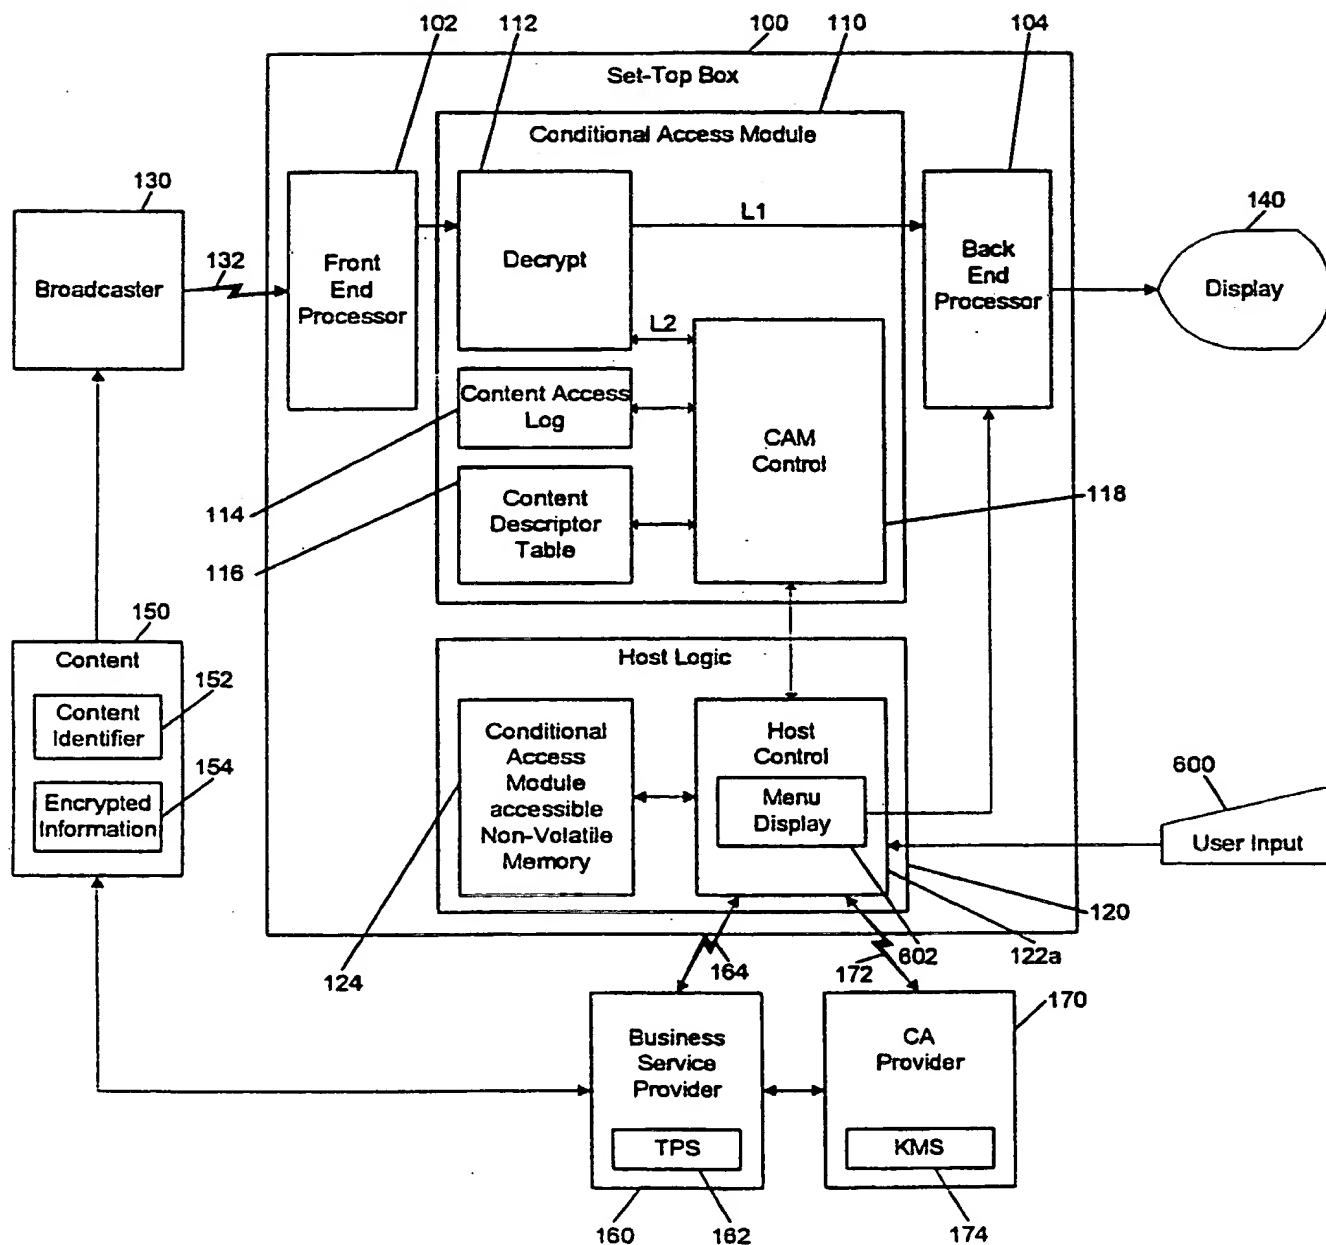 102
112
100
110
104
Set-Top Box
Conditional Access Module
130
140
L1
Broadcaster
132
Front
End
Processor
Decrypt
Back
End
Processor
Display
L2
Content Access
Log
CAM
Control
114
Content
Descriptor
Table
118
116
150
Content
Host Logic
152
Content
Identifier
Conditional
Access
Module
accessible
Non-Volatile
Memory
Host
Control
154
Encrypted
Information
Menu
Display
600
User Input
120
124
164
172
602
122a
170
Business
Service
Provider
CA
Provider
TPS
KMS
160
162
174